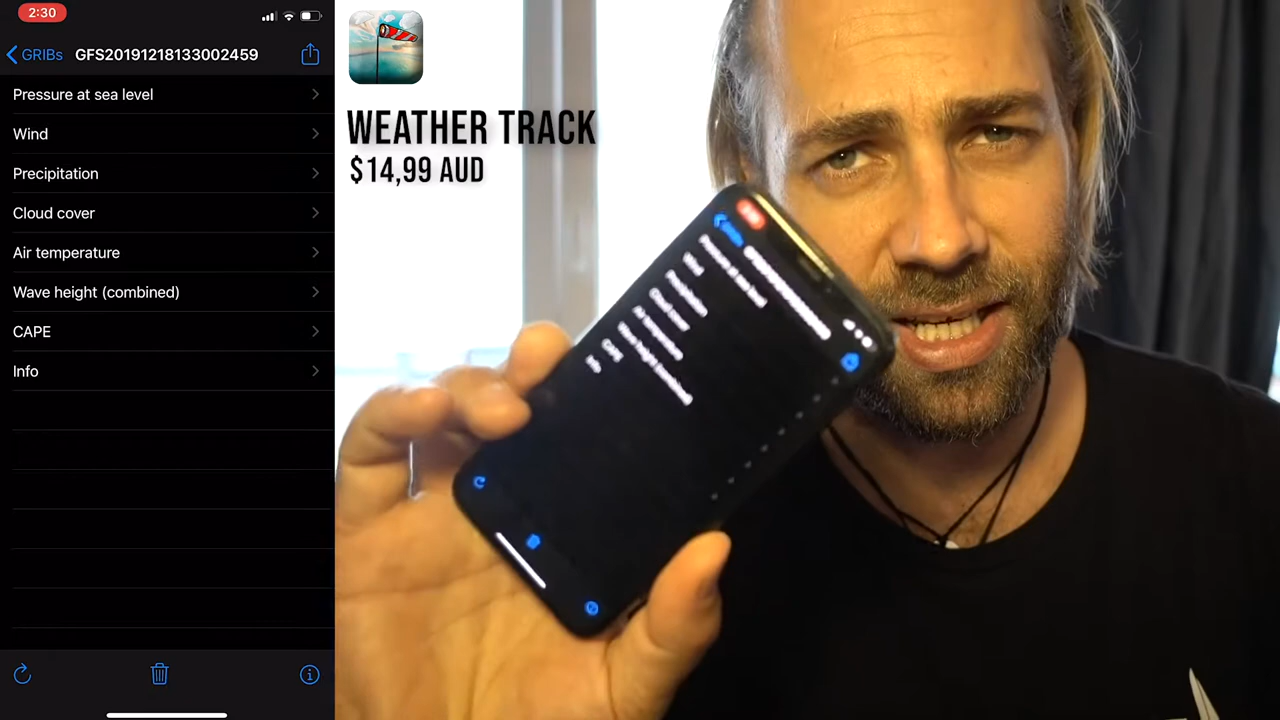 2:30
GRIBs
GFS20191218133002459
Pressure at sea level
Wind
Precipitation
Cloud cover
Air temperature
Wave height (combined)
CAPE
Info
WEATHER TRACK
$14,99 AUD